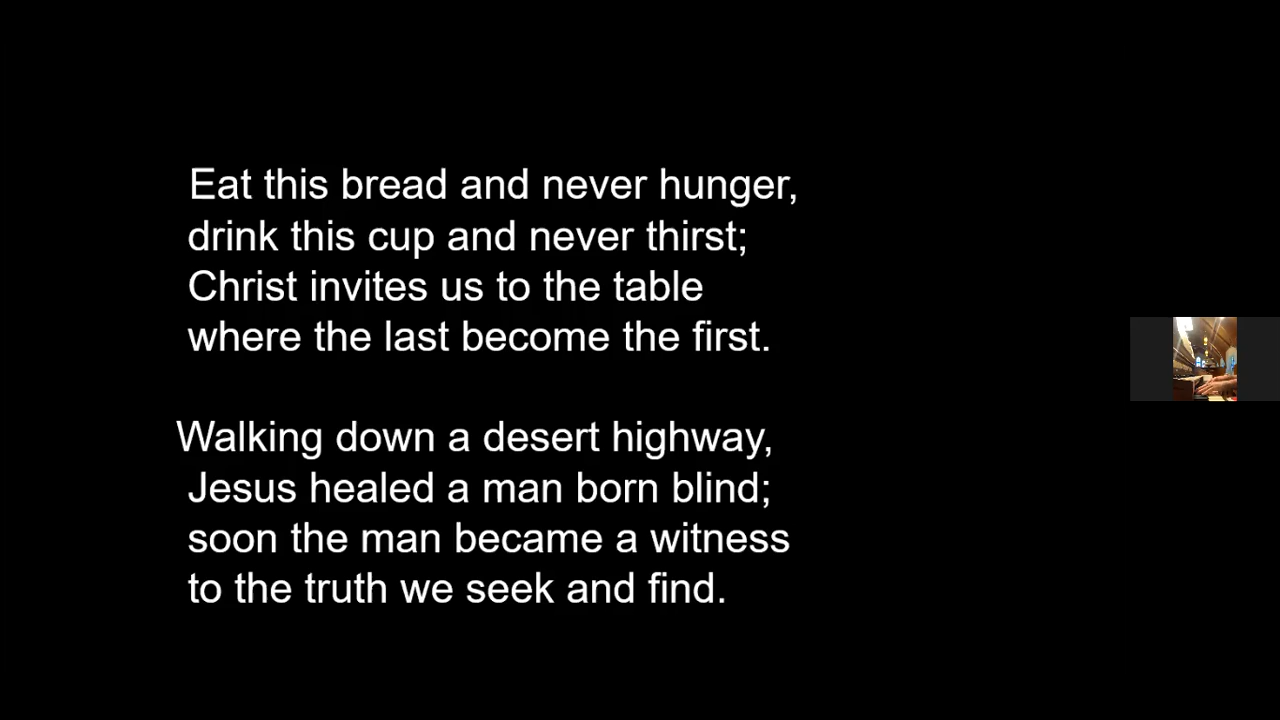 Eat this bread and never hunger,
drink this cup and never thirst;
Christ invites us to the table
where the last become the first.
Walking down a desert highway,
Jesus healed a man born blind;
soon the man became a witness
to the truth we seek and find.